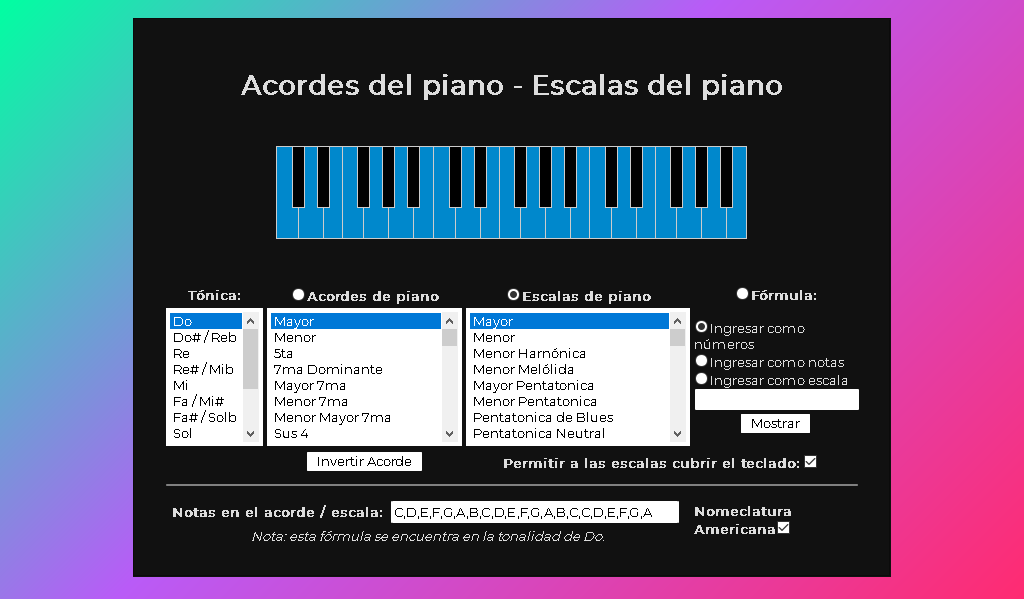 Acordes del piano - Escalas del piano
Tónica:
Acordes de piano
Escalas de piano
Fórmula:
Do
Do# / Reb
Re
Re# / Mib
Mi
Fa / Mi#
Fa# / Solb
Sol
Mayor
Menor
5ta
7ma Dominante
Mayor 7ma
Menor 7ma
Menor Mayor 7ma
Sus 4
Mayor
Menor
Menor Harnónica
Menor Melólida
Mayor Pentatonica
Menor Pentatonica
Pentatonica de Blues
Pentatonica Neutral
Ingresar como
números
Ingresar como notas
Ingresar como escala
Mostrar
Invertir Acorde
Permitir a las escalas cubrir el teclado:
Notas en el acorde / escala:
C,D,E,F,G,A,B,C,D,E,F,G,A,B,C,C,D,E,F,G,A
Nomeclatura
Americana
Nota: esta fórmula se encuentra en la tonalidad de Do.